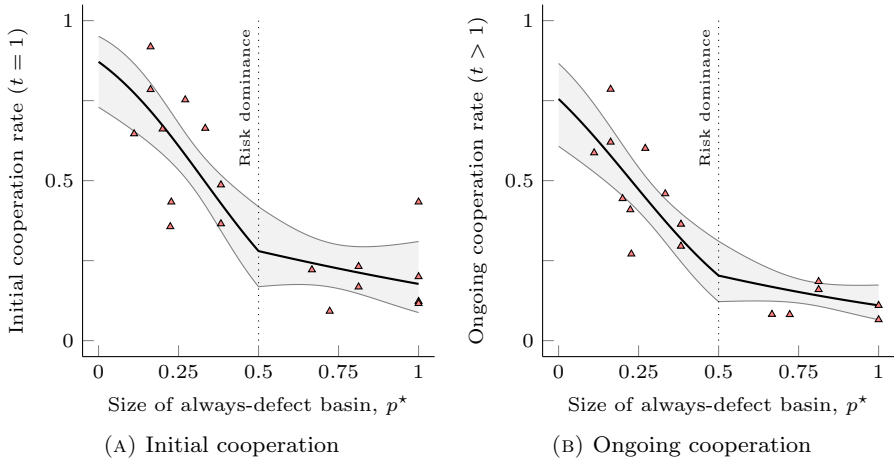 Initial cooperation rate (t = 1)
1
0.5
0
Risk dominance
0
0.25
0.5
0.75
1
Size of always-defect basin, p⋆
(A) Initial cooperation
Ongoing cooperation rate (t > 1)
1
0.5
0
Risk dominance
0
0.25
0.5
0.75
1
Size of always-defect basin, p⋆
(B) Ongoing cooperation